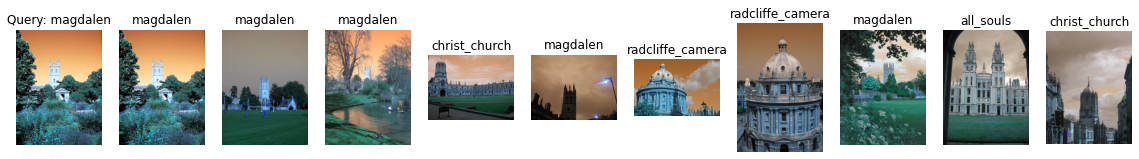 Query: magdalen
magdalen
magdalen
magdalen
christ_church
magdalen
radcliffe_camera
radcliffe_camera
magdalen
all_souls
christ_church